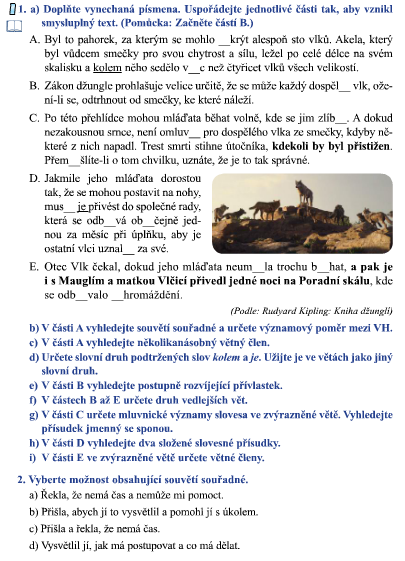 1. a) Doplňte vynechaná písmena. Uspořádejte jednotlivé části tak, aby vznikl
smysluplný text. (Pomůcka: Začněte částí B.)
A. Byl to pahorek, za kterým se mohlo __krýt alespoň sto vlků. Akela, který
byl vůdcem smečky pro svou chytrost a sílu, ležel po celé délce na svém
skalisku a kolem něho sedělo v__c než čtyřicet vlků všech velikostí.
B. Zákon džungle prohlašuje velice určitě, že se může každý dospěl__ vlk, ože-
ní-li se, odtrhnout od smečky, ke které náleží.
C. Po této přehlídce mohou mláďata běhat volně, kde se jim zlíb__. A dokud
nezakousnou srnce, není omluv__ pro dospělého vlka ze smečky, kdyby ně-
které z nich napadl. Trest smrti stihne útočníka, kdekoli by byl přistižen.
Přem__šlíte-li o tom chvilku, uznáte, že je to tak správné.
D. Jakmile jeho mláďata dorostou
tak, že se mohou postavit na nohy,
mus__ je přivést do společné rady,
která se odb__vá ob__čejně jed-
nou za měsíc při úplňku, aby je
ostatní vlci uznal__ za své.
E. Otec Vlk čekal, dokud jeho mláďata neum__la trochu b__hat, a pak je
i s Mauglím a matkou Vlčicí přivedl jedné noci na Poradní skálu, kde
se odb__valo __hromáždění.
(Podle: Rudyard Kipling: Kniha džunglí)
b) V části A vyhledejte souvětí souřadné a určete významový poměr mezi VH.
c) V části A vyhledejte několikanásobný větný člen.
d) Určete slovní druh podtržených slov kolem a je. Užijte je ve větách jako jiný
slovní druh.
e) V části B vyhledejte postupně rozvíjející přívlastek.
f) V částech B až E určete druh vedlejších vět.
g) V části C určete mluvnické významy slovesa ve zvýrazněné větě. Vyhledejte
přísudek jmenný se sponou.
h) V části D vyhledejte dva složené slovesné přísudky.
i) V části E ve zvýrazněné větě určete větné členy.
2. Vyberte možnost obsahující souvětí souřadné.
a) Řekla, že nemá čas a nemůže mi pomoct.
b) Přišla, abych jí to vysvětlil a pomohl jí s úkolem.
c) Přišla a řekla, že nemá čas.
d) Vysvětlil jí, jak má postupovat a co má dělat.